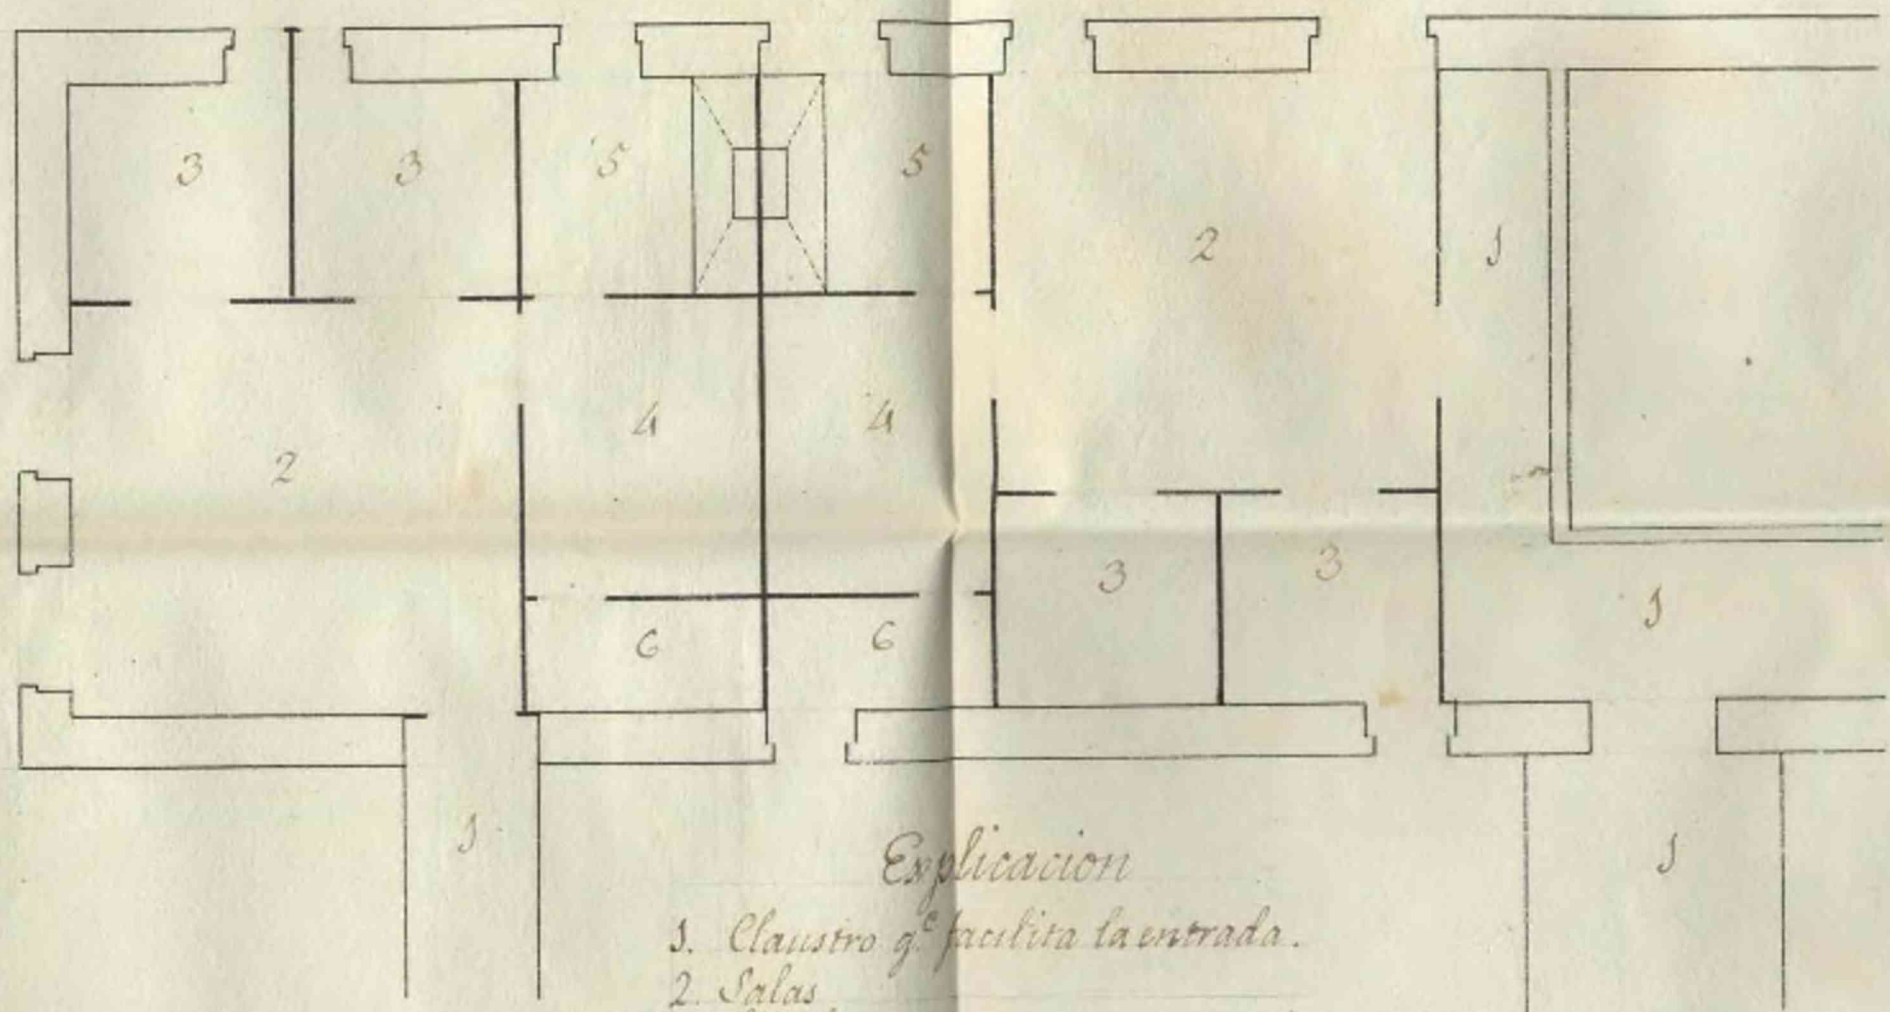 3 3 5 5 2 1
4 4
2
3 3
1
6 6
1 1
Explicacion
1. Claustro q.e facilita la entrada.
2. Salas